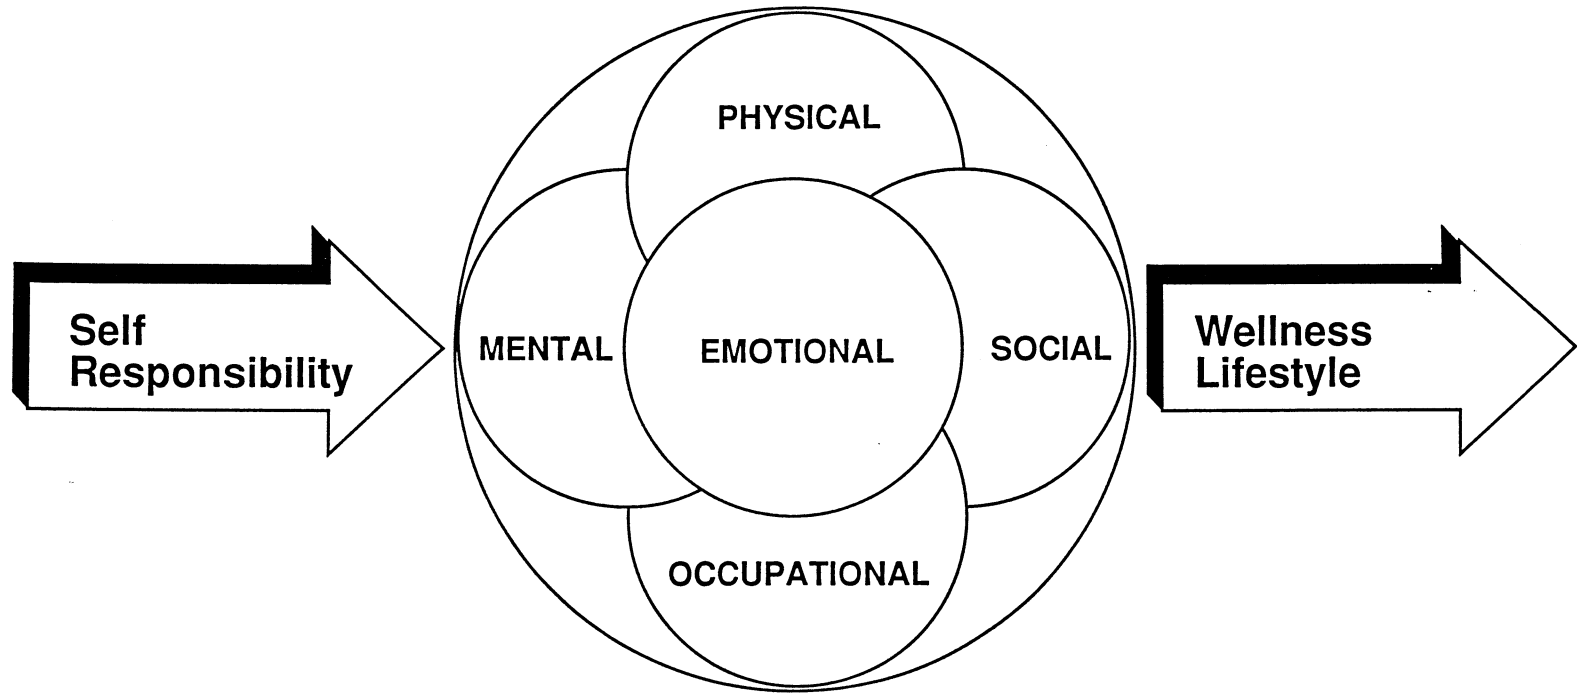 PHYSICAL
Self
Responsibility
MENTAL
EMOTIONAL
SOCIAL
Wellness
Lifestyle
OCCUPATIONAL